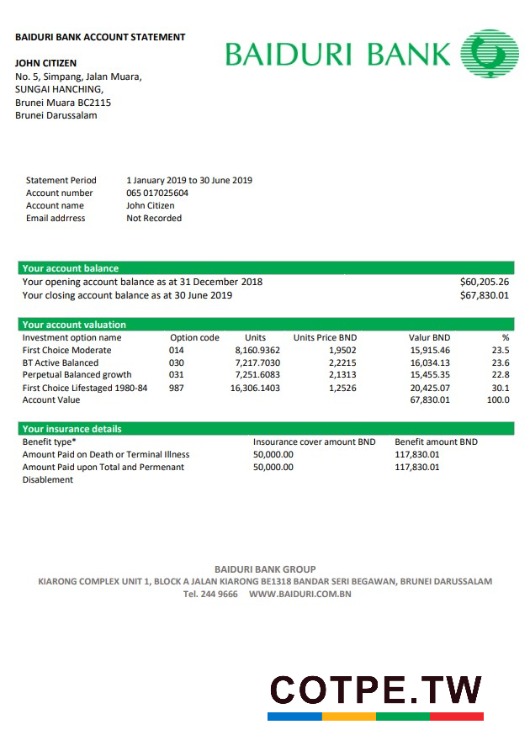 BAIDURI BANK ACCOUNT STATEMENT
BAIDURI BANK
JOHN CITIZEN
No. 5, Simpang, Jalan Muara,
SUNGAI HANCHING,
Brunei Muara BC2115
Brunei Darussalam
Statement Period 1 January 2019 to 30 June 2019
Account number 065 017025604
Account name John Citizen
Email addrress Not Recorded
Your account balance
Your opening account balance as at 31 December 2018 $60,205.26
Your closing account balance as at 30 June 2019 $67,830.01
Your account valuation
Investment option name Option code Units Units Price BND Valur BND %
First Choice Moderate 014 8,160.9362 1,9502 15,915.46 23.5
BT Active Balanced 030 7,217.7030 2,2215 16,034.13 23.6
Perpetual Balanced growth 031 7,251.6083 2,1313 15,455.35 22.8
First Choice Lifestaged 1980-84 987 16,306.1403 1,2526 20,425.07 30.1
Account Value 67,830.01 100.0
Your insurance details
Benefit type* Insourance cover amount BND Benefit amount BND
Amount Paid on Death or Terminal Illness 50,000.00 117,830.01
Amount Paid upon Total and Permenant 50,000.00 117,830.01
Disablement
BAIDURI BANK GROUP
KIARONG COMPLEX UNIT 1, BLOCK A JALAN KIARONG BE1318 BANDAR SERI BEGAWAN, BRUNEI DARUSSALAM
Tel. 244 9666 WWW.BAIDURI.COM.BN
COTPE.TW